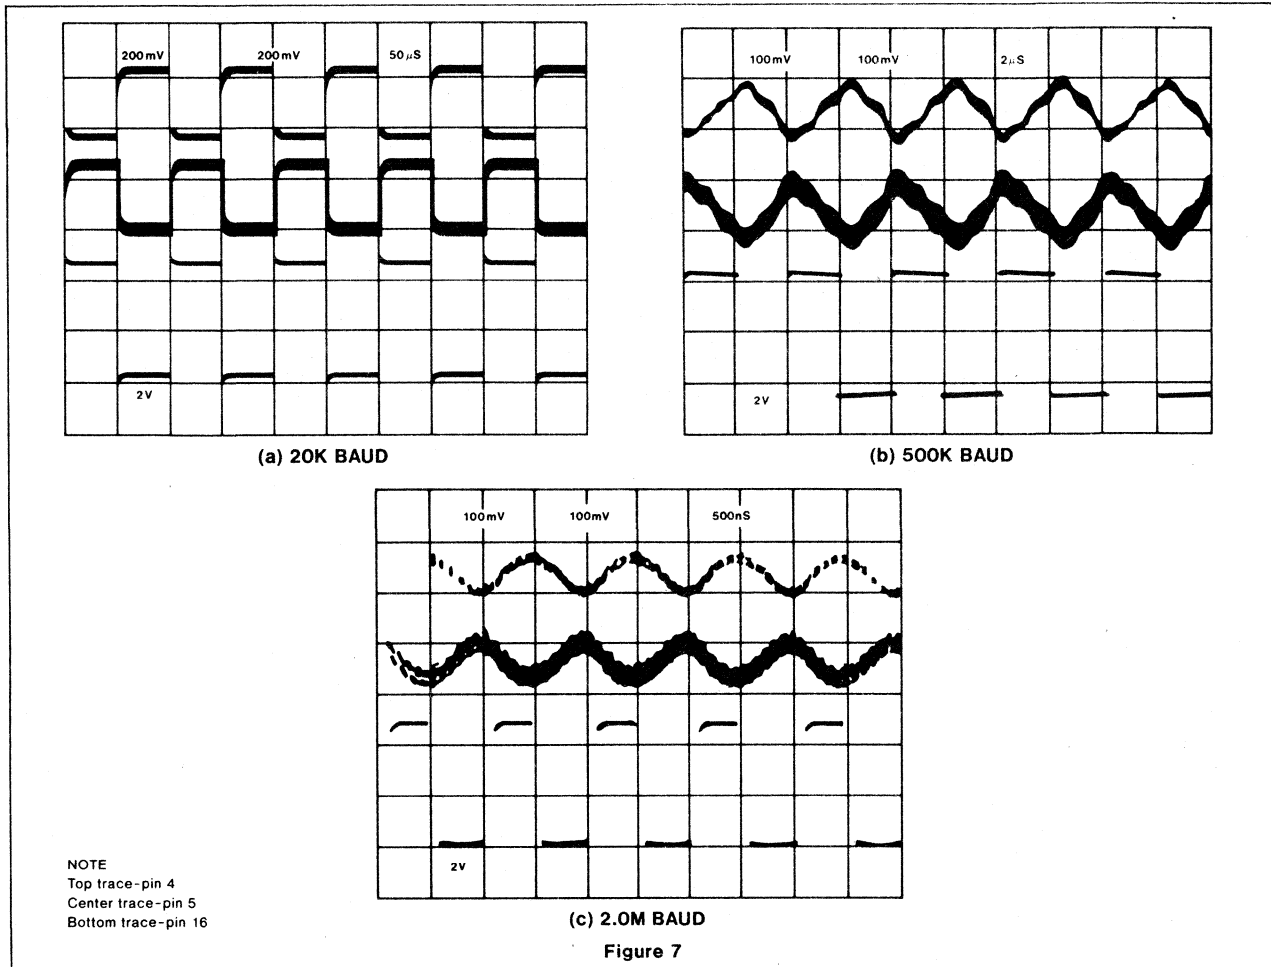 200mV 200mV 50µS
2V
(a) 20K BAUD
100mV 100mV 2µS
2V
(b) 500K BAUD
100mV 100mV 500nS
2V
(c) 2.0M BAUD
NOTE
Top trace-pin 4
Center trace-pin 5
Bottom trace-pin 16
Figure 7